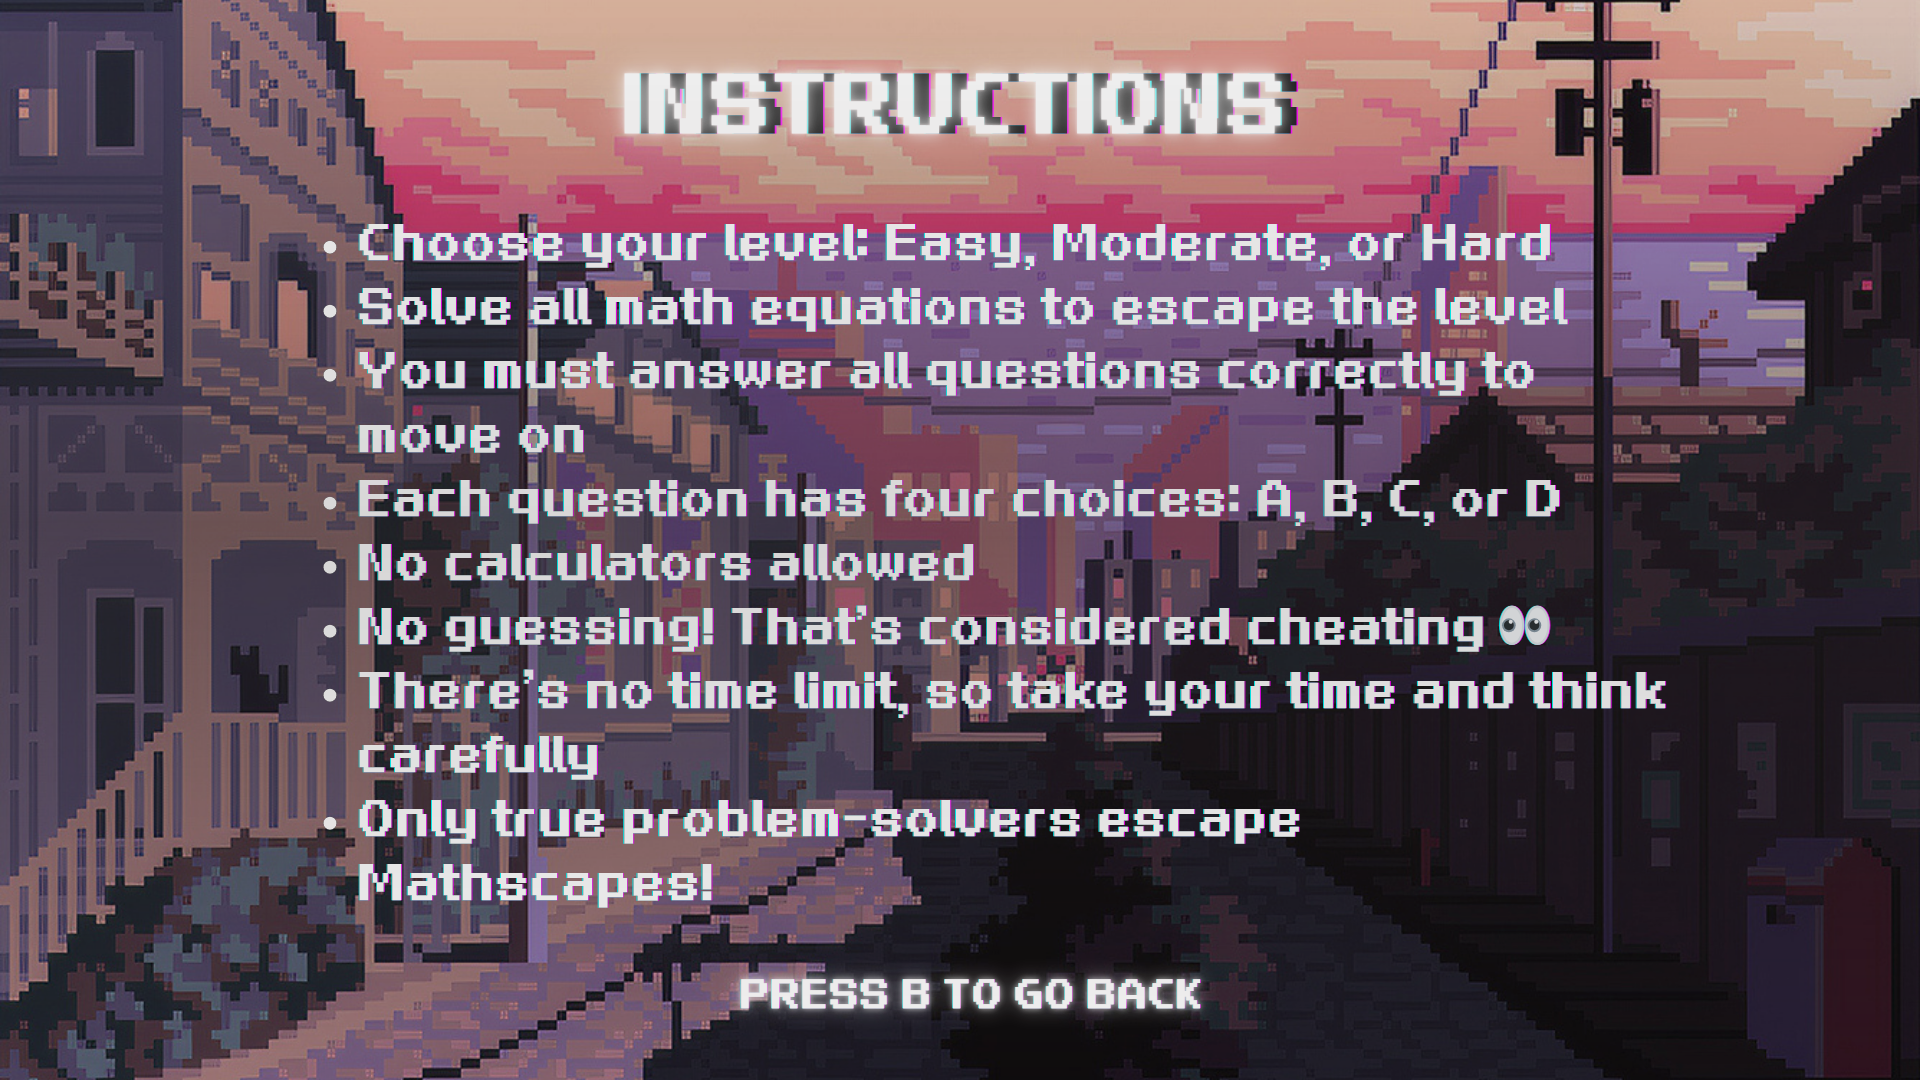 INSTRUCTIONS
• Choose your level: Easy, Moderate, or Hard
• Solve all math equations to escape the level
• You must answer all questions correctly to
move on
• Each question has four choices: A, B, C, or D
• No calculators allowed
• No guessing! That's considered cheating 👀
• There's no time limit, so take your time and think
carefully
• Only true problem-solvers escape
Mathscapes!
PRESS B TO GO BACK